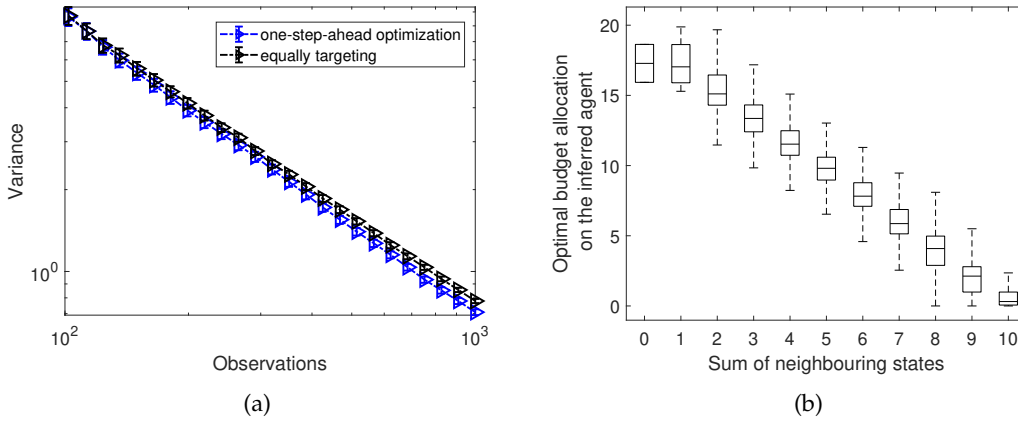 one-step-ahead optimization
equally targeting
Variance
10^0
10^2
10^3
Observations
(a)
Optimal budget allocation
on the inferred agent
20
15
10
5
0
0 1 2 3 4 5 6 7 8 9 10
Sum of neighbouring states
(b)